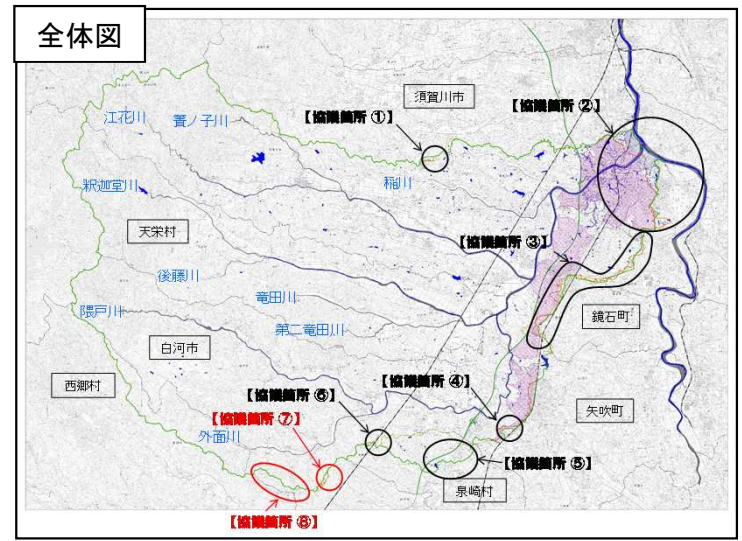 全体図
須賀川市
【協議箇所 ①】
【協議箇所 ②】
江花川
簀ノ子川
稲川
釈迦堂川
天栄村
【協議箇所 ③】
後藤川
竜田川
鏡石町
隈戸川
第二竜田川
白河市
西郷村
【協議箇所 ⑥】
【協議箇所 ④】
矢吹町
【協議箇所 ⑦】
外面川
【協議箇所 ⑤】
泉崎村
【協議箇所 ⑧】